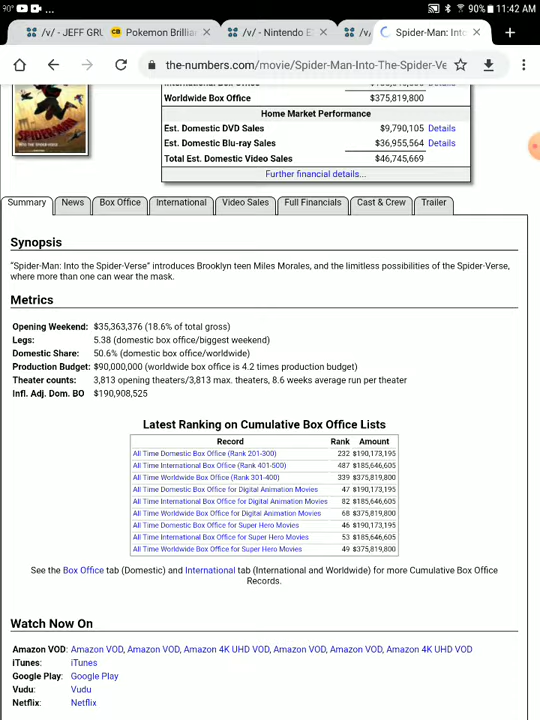 90° 90% 11:42 AM
/v/ - JEFF GRU Pokemon Brillian /v/ - Nintendo E /v/ Spider-Man: Into
the-numbers.com/movie/Spider-Man-Into-The-Spider-Ve
Worldwide Box Office $375,819,800
Home Market Performance
Est. Domestic DVD Sales $9,790,105 Details
Est. Domestic Blu-ray Sales $36,955,564 Details
Total Est. Domestic Video Sales $46,745,669
Further financial details...
SPIDER-MAN
Summary News Box Office International Video Sales Full Financials Cast & Crew Trailer
Synopsis
"Spider-Man: Into the Spider-Verse" introduces Brooklyn teen Miles Morales, and the limitless possibilities of the Spider-Verse,
where more than one can wear the mask.
Metrics
Opening Weekend: $35,363,376 (18.6% of total gross)
Legs: 5.38 (domestic box office/biggest weekend)
Domestic Share: 50.6% (domestic box office/worldwide)
Production Budget: $90,000,000 (worldwide box office is 4.2 times production budget)
Theater counts: 3,813 opening theaters/3,813 max. theaters, 8.6 weeks average run per theater
Infl. Adj. Dom. BO $190,908,525
Latest Ranking on Cumulative Box Office Lists
Record Rank Amount
All Time Domestic Box Office (Rank 201-300) 232 $190,173,195
All Time International Box Office (Rank 401-500) 487 $185,646,605
All Time Worldwide Box Office (Rank 301-400) 339 $375,819,800
All Time Domestic Box Office for Digital Animation Movies 47 $190,173,195
All Time International Box Office for Digital Animation Movies 82 $185,646,605
All Time Worldwide Box Office for Digital Animation Movies 68 $375,819,800
All Time Domestic Box Office for Super Hero Movies 46 $190,173,195
All Time International Box Office for Super Hero Movies 53 $185,646,605
All Time Worldwide Box Office for Super Hero Movies 49 $375,819,800
See the Box Office tab (Domestic) and International tab (International and Worldwide) for more Cumulative Box Office
Records.
Watch Now On
Amazon VOD: Amazon VOD, Amazon VOD, Amazon 4K UHD VOD, Amazon VOD, Amazon VOD, Amazon 4K UHD VOD
iTunes: iTunes
Google Play: Google Play
Vudu: Vudu
Netflix: Netflix